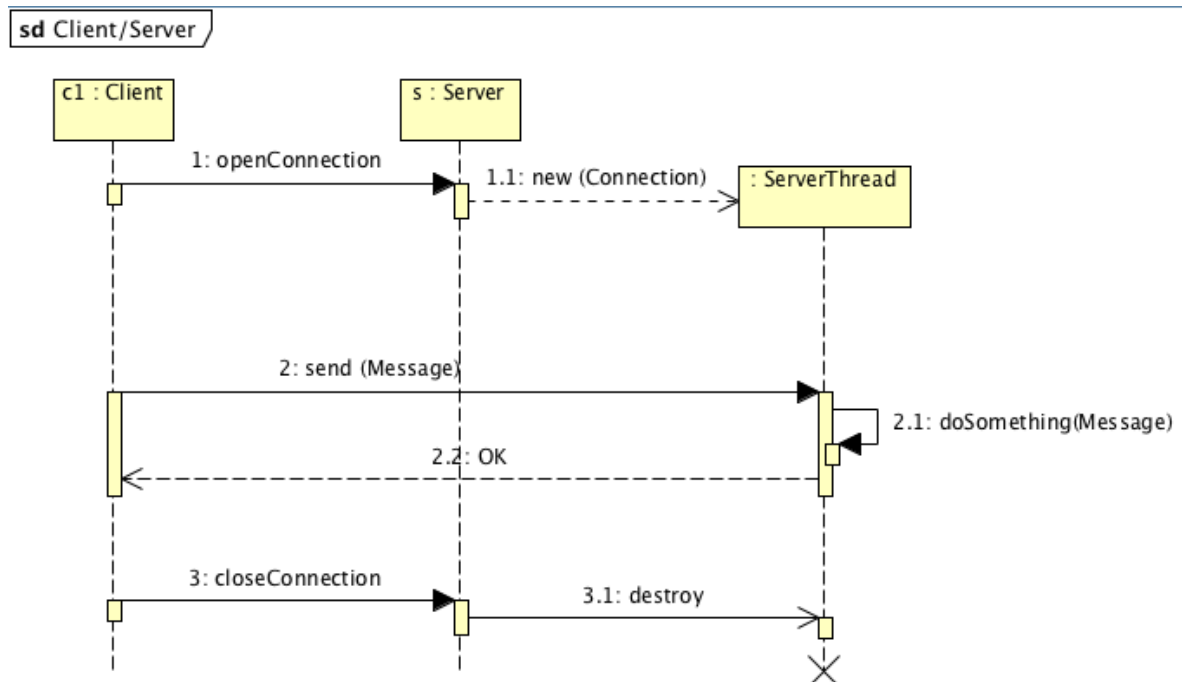 sd Client/Server
c1 : Client
s : Server
1: openConnection
1.1: new (Connection)
: ServerThread
2: send (Message)
2.1: doSomething(Message)
2.2: OK
3: closeConnection
3.1: destroy